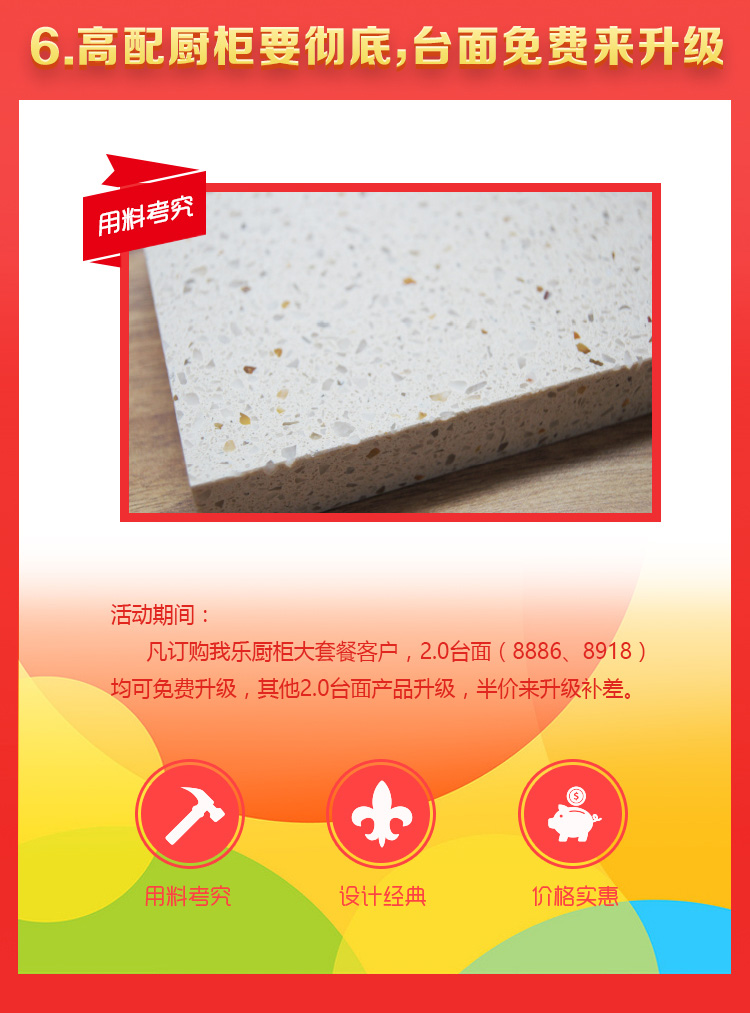 6.高配厨柜要彻底,台面免费来升级
用料考究
活动期间：
凡订购我乐厨柜大套餐客户，2.0台面（8886、8918）
均可免费升级，其他2.0台面产品升级，半价来升级补差。
用料考究
设计经典
价格实惠